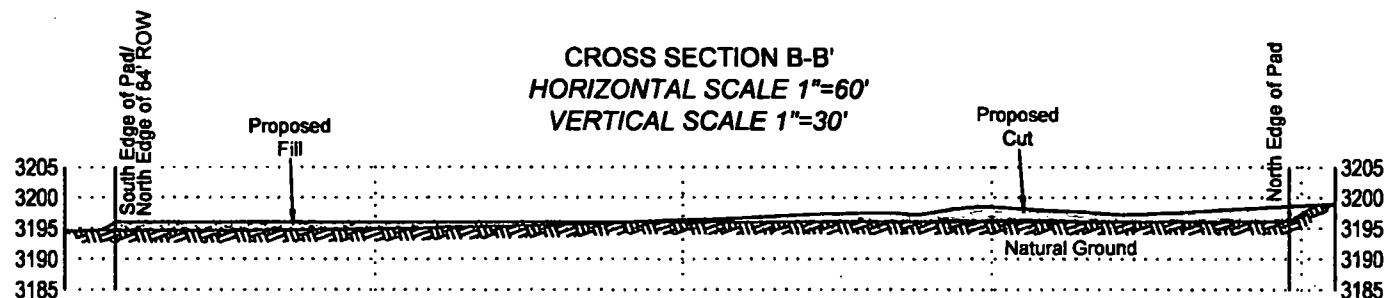 CROSS SECTION B-B'
HORIZONTAL SCALE 1"=60'
VERTICAL SCALE 1"=30'
South Edge of Pad/
North Edge of 64' ROW
Proposed
Fill
Proposed
Cut
North Edge of Pad
3205
3200
3195
3190
3185
Natural Ground
3205
3200
3195
3190
3185